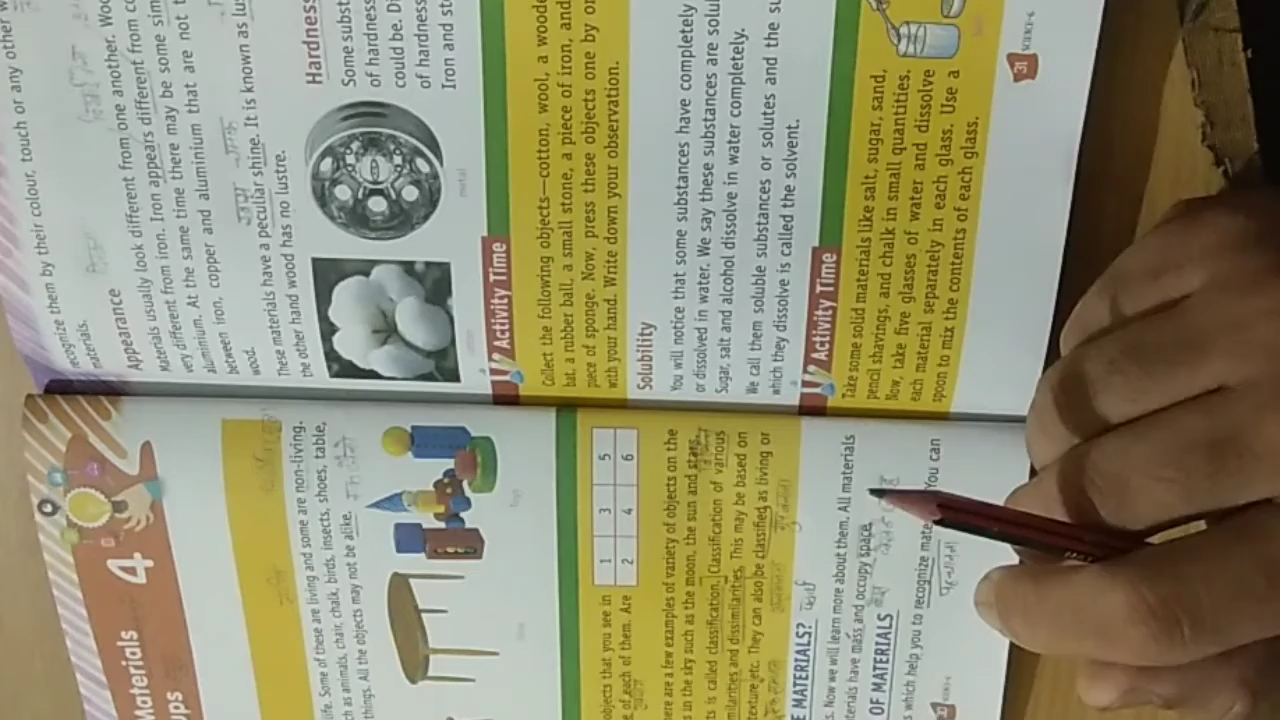 Materials
ups
4
life. Some of these are living and some are non-living.
ch as animals, chair, chalk, birds, insects, shoes, table,
things. All the objects may not be alike.
toys
objects that you see in
e of each of them. Are
1 3 5
2 4 6
here are a few examples of variety of objects on the
s in the sky such as the moon, the sun and stars.
ts is called classification. Classification of various
milarities and dissimilarities. This may be based on
texture etc. They can also be classified as living or
E MATERIALS?
s. Now we will learn more about them. All materials
terials have mass and occupy space.
OF MATERIALS
s which help you to recognize mate You can
30 SCIENCE-6
recognize them by their colour, touch or any other
materials.
Appearance
Materials usually look different from one another. Woo
very different from iron. Iron appears different from co
aluminium. At the same time there may be some sim
between iron, copper and aluminium that are not t
wood.
These materials have a peculiar shine. It is known as lus
the other hand wood has no lustre.
cotton
metal
Hardness
Some subst
of hardness
could be. Di
of hardness
Iron and st
Activity Time
Collect the following objects—cotton, wool, a woode
bat, a rubber ball, a small stone, a piece of iron, and
piece of sponge. Now, press these objects one by on
with your hand. Write down your observation.
Solubility
You will notice that some substances have completely
or dissolved in water. We say these substances are solu
Sugar, salt and alcohol dissolve in water completely.
We call them soluble substances or solutes and the su
which they dissolve is called the solvent.
Activity Time
Take some solid materials like salt, sugar, sand,
pencil shavings, and chalk in small quantities.
Now, take five glasses of water and dissolve
each material separately in each glass. Use a
spoon to mix the contents of each glass.
31 SCIENCE-6